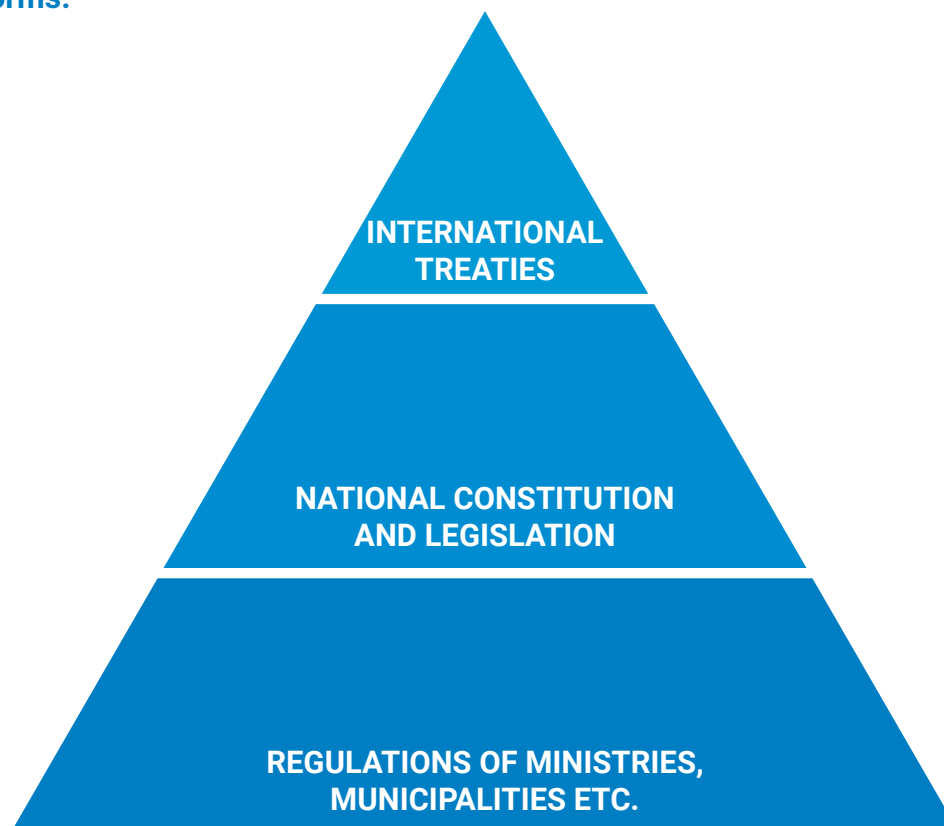 INTERNATIONAL
TREATIES
NATIONAL CONSTITUTION
AND LEGISLATION
REGULATIONS OF MINISTRIES,
MUNICIPALITIES ETC.